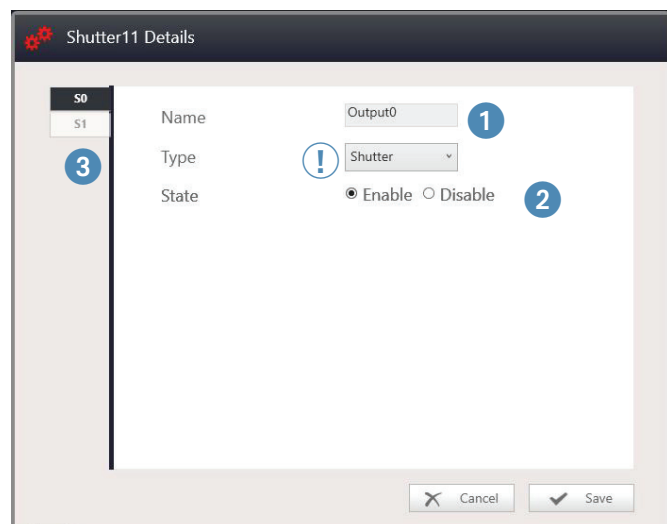 Shutter11 Details
S0
S1
3
Name
Output0
1
Type
!
Shutter
State
Enable
Disable
2
Cancel
Save